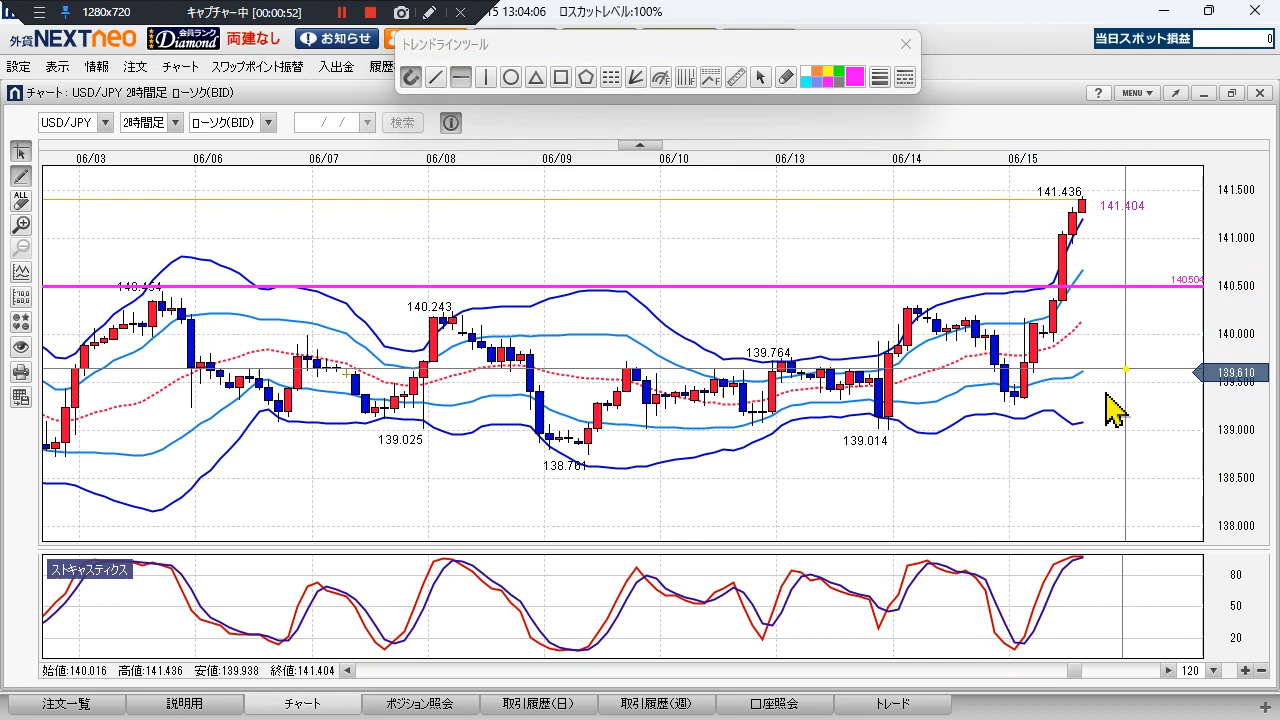 1280x720 キャプチャー中 [00:00:52] 15 13:04:06 ロスカットレベル:100%
外貨NEXTneo 会員ランク Diamond 両建なし お知らせ 当日スポット損益 0
トレンドラインツール
設定 表示 情報 注文 チャート スワップポイント振替 入出金 履歴
チャート : USD/JPY 2時間足 ローソク(BID) ? MENU
USD/JPY 2時間足 ローソク(BID) / / 検索
ALL
06/03 06/06 06/07 06/08 06/09 06/10 06/13 06/14 06/15
141.436 141.500
141.404
141.000
140.504
140.500
140.243
140.000
139.764
139.610
139.500
139.025 139.014 139.000
138.761
138.500
138.000
ストキャスティクス 80
50
20
始値:140.016 高値:141.436 安値:139.938 終値:141.404 120
注文一覧 説明用 チャート ポジション照会 取引履歴(日) 取引履歴(週) 口座照会 トレード